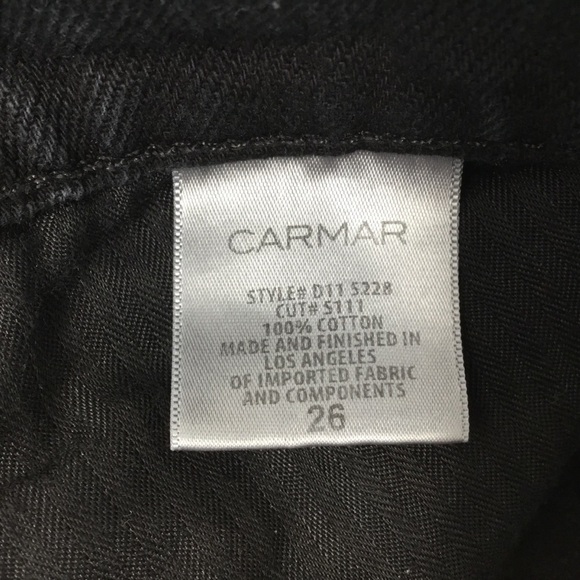 CARMAR
STYLE# D11 5228
CUT# 5111
100% COTTON
MADE AND FINISHED IN
LOS ANGELES
OF IMPORTED FABRIC
AND COMPONENTS
26